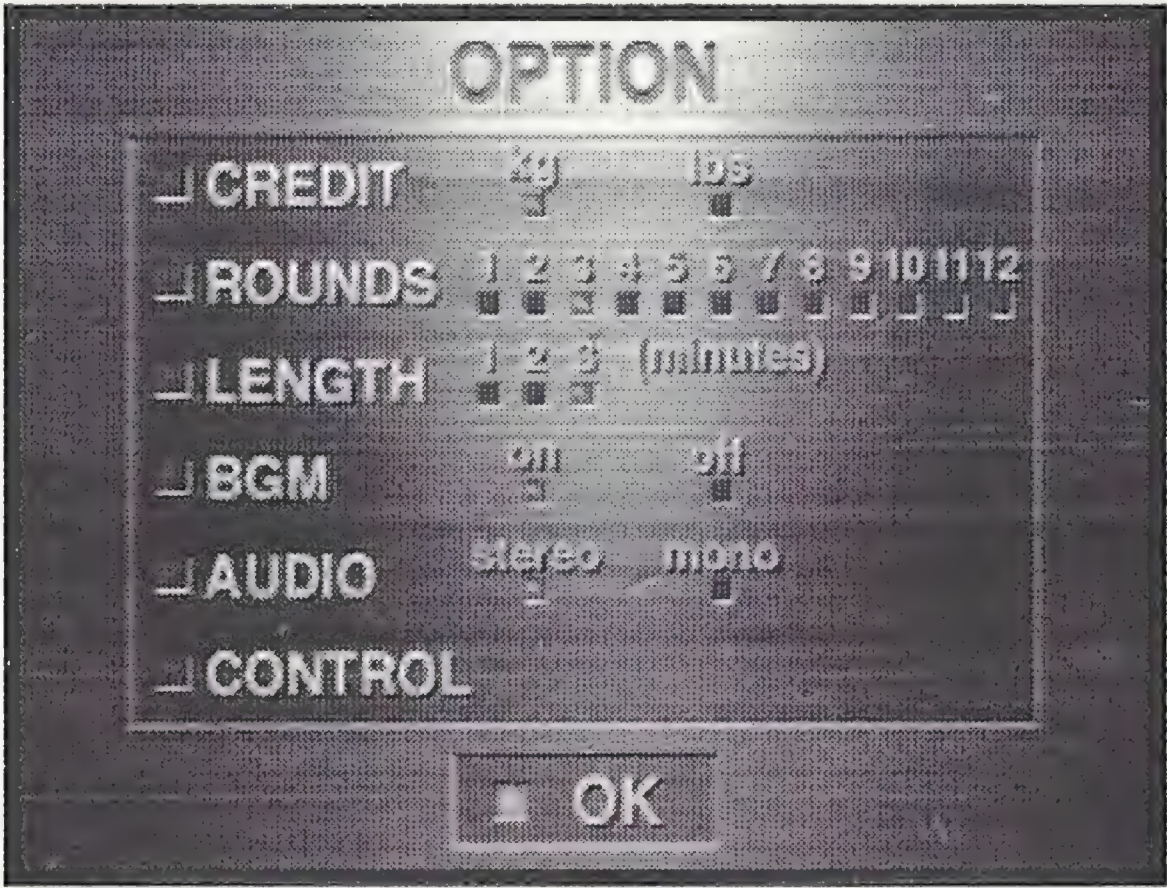 OPTION
CREDIT kg lbs
ROUNDS 1 2 3 4 5 6 7 8 9 10 11 12
LENGTH 1 2 3 (minutes)
BGM on off
AUDIO stereo mono
CONTROL
OK